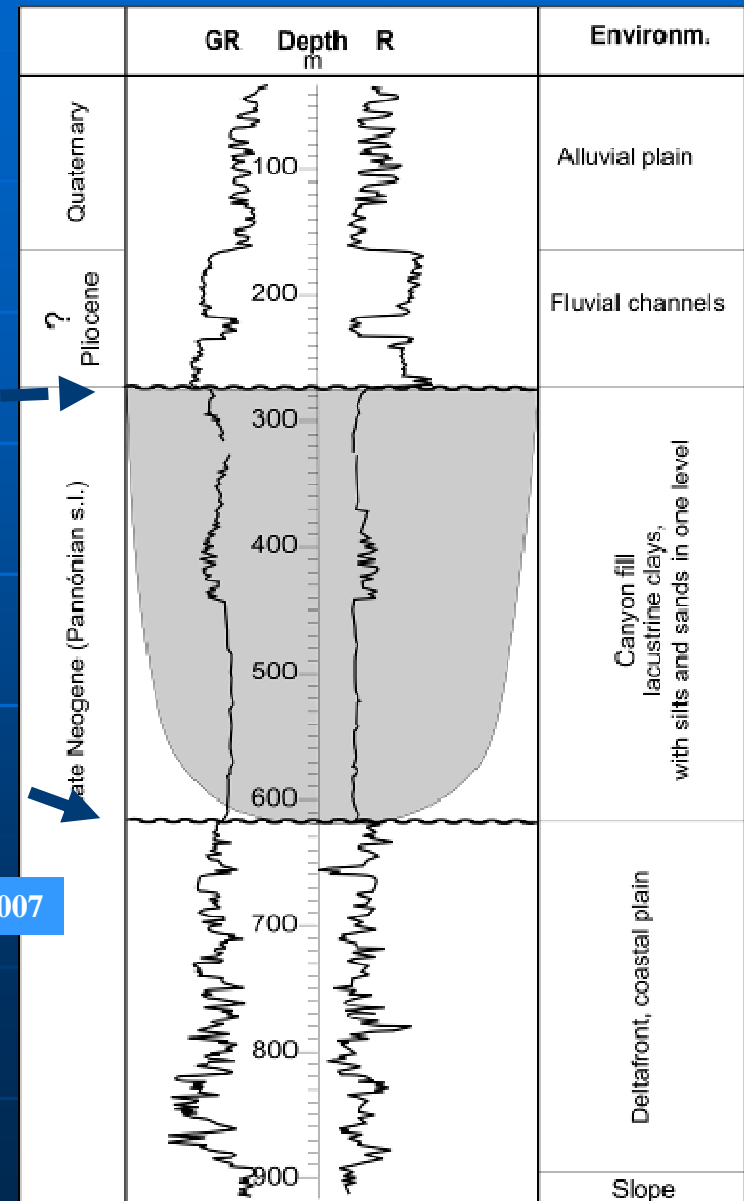 GR Depth R
m
Environm.
Quaternary
Alluvial plain
100
200
?
Pliocene
Fluvial channels
300
400
500
600
ate Neogene (Pannónian s.l.)
Canyon fill
lacustrine clays,
with silts and sands in one level
007
700
800
900
Deltafront, coastal plain
Slope